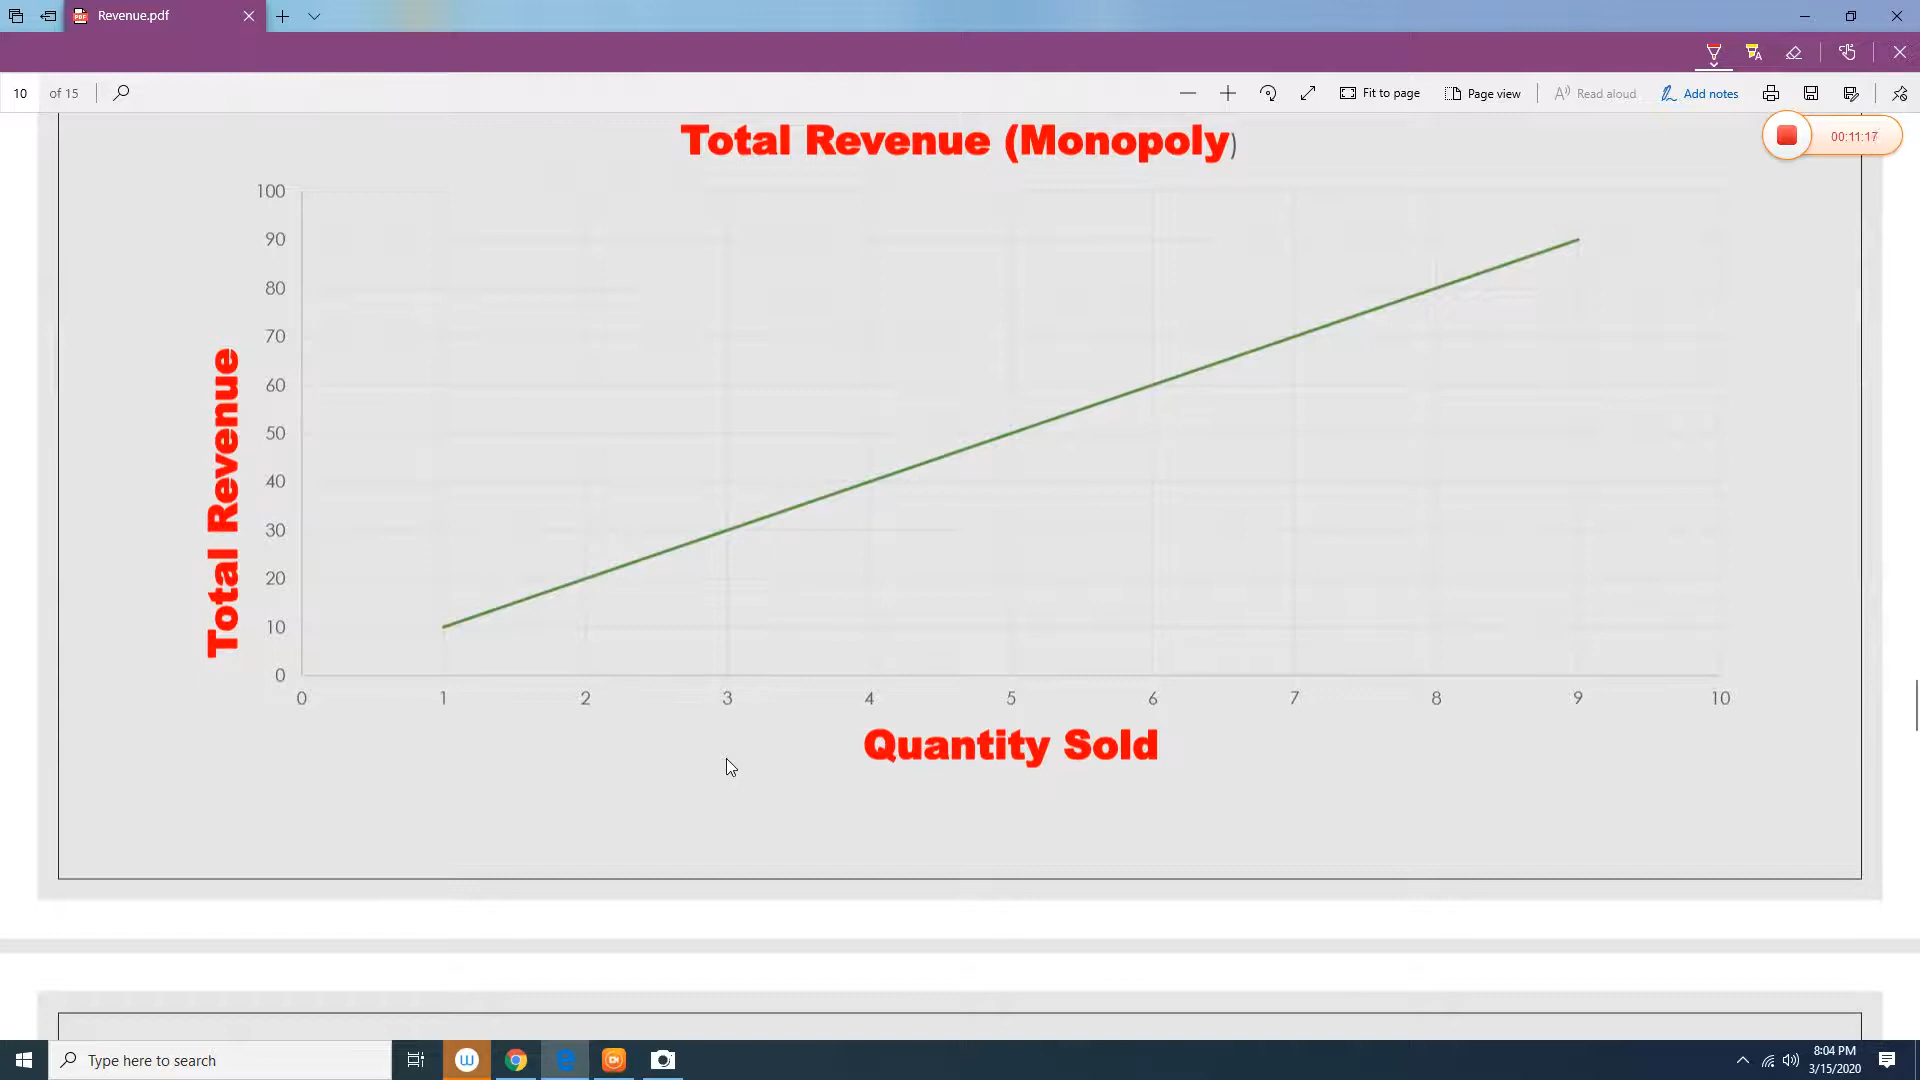 Revenue.pdf
10 of 15
Fit to page
Page view
Read aloud
Add notes
00:11:17
Total Revenue (Monopoly)
100
90
80
70
60
50
40
30
20
10
0
Total Revenue
0 1 2 3 4 5 6 7 8 9 10
Quantity Sold
Type here to search
8:04 PM
3/15/2020